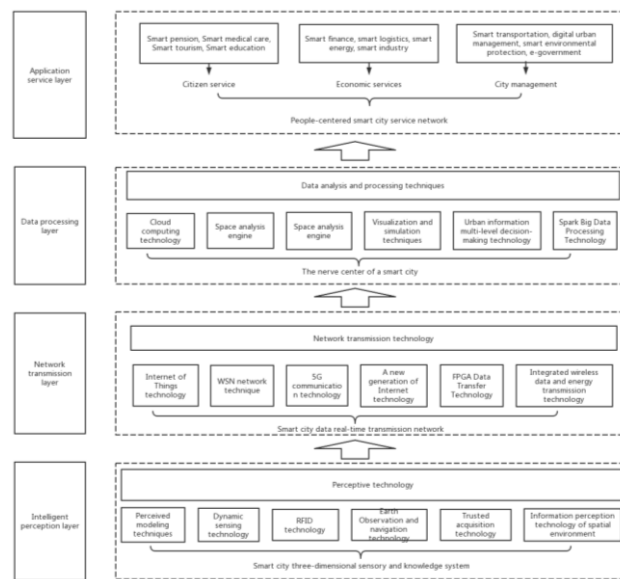 Application service layer
Smart pension, Smart medical care,
Smart tourism, Smart education
Smart finance, smart logistics, smart
energy, smart industry
Smart transportation, digital urban
management, smart environmental
protection, e-government
Citizen service
Economic services
City management
People-centered smart city service network
Data processing
layer
Data analysis and processing techniques
Cloud
computing
technology
Space analysis
engine
Space analysis
engine
Visualization and
simulation
techniques
Urban information
multi-level decision-
making technology
Spark Big Data
Processing
Technology
The nerve center of a smart city
Network
transmission
layer
Network transmission technology
Internet of
Things
technology
WSN network
technique
5G
communicatio
n technology
A new
generation of
Internet technology
FPGA Data
Transfer
Technology
Integrated wireless
data and energy
transmission
technology
Smart city data real-time transmission network
Intelligent
perception layer
Perceptive technology
Perceived
modeling
techniques
Dynamic
sensing
technology
RFID
technology
Earth
Observation and
navigation
technology
Trusted
acquisition
technology
Information perception
technology of spatial
environment
Smart city three-dimensional sensory and knowledge system